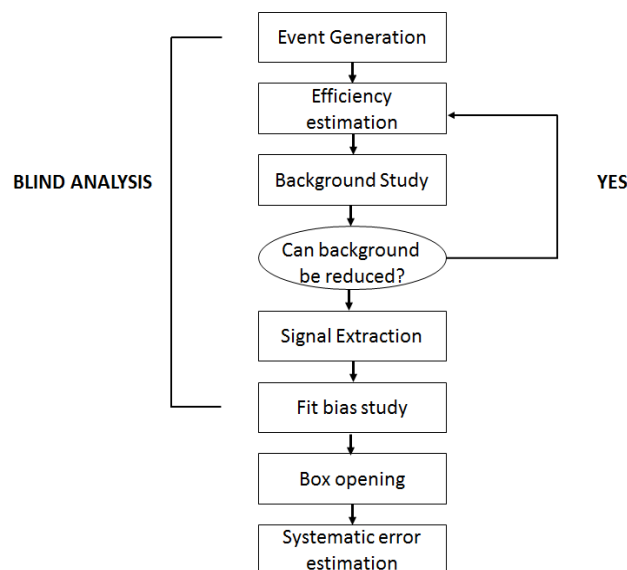 Event Generation
Efficiency
estimation
BLIND ANALYSIS
Background Study
YES
Can background
be reduced?
Signal Extraction
Fit bias study
Box opening
Systematic error
estimation